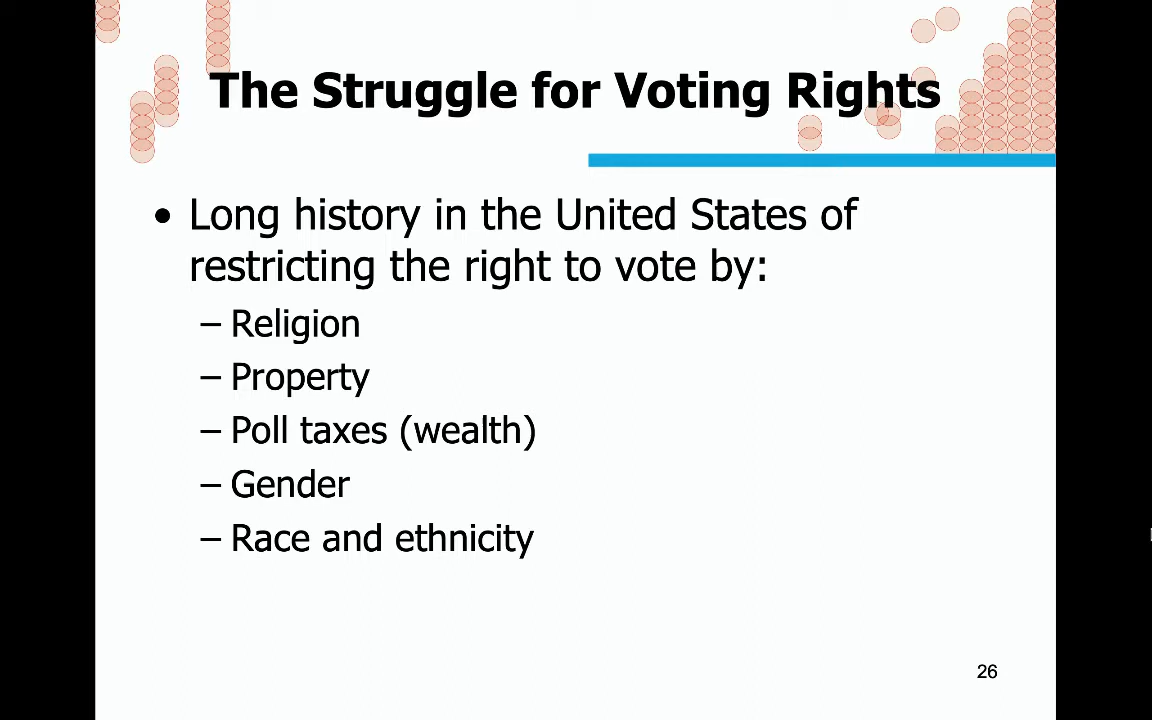 The Struggle for Voting Rights
• Long history in the United States of
restricting the right to vote by:
– Religion
– Property
– Poll taxes (wealth)
– Gender
– Race and ethnicity
26